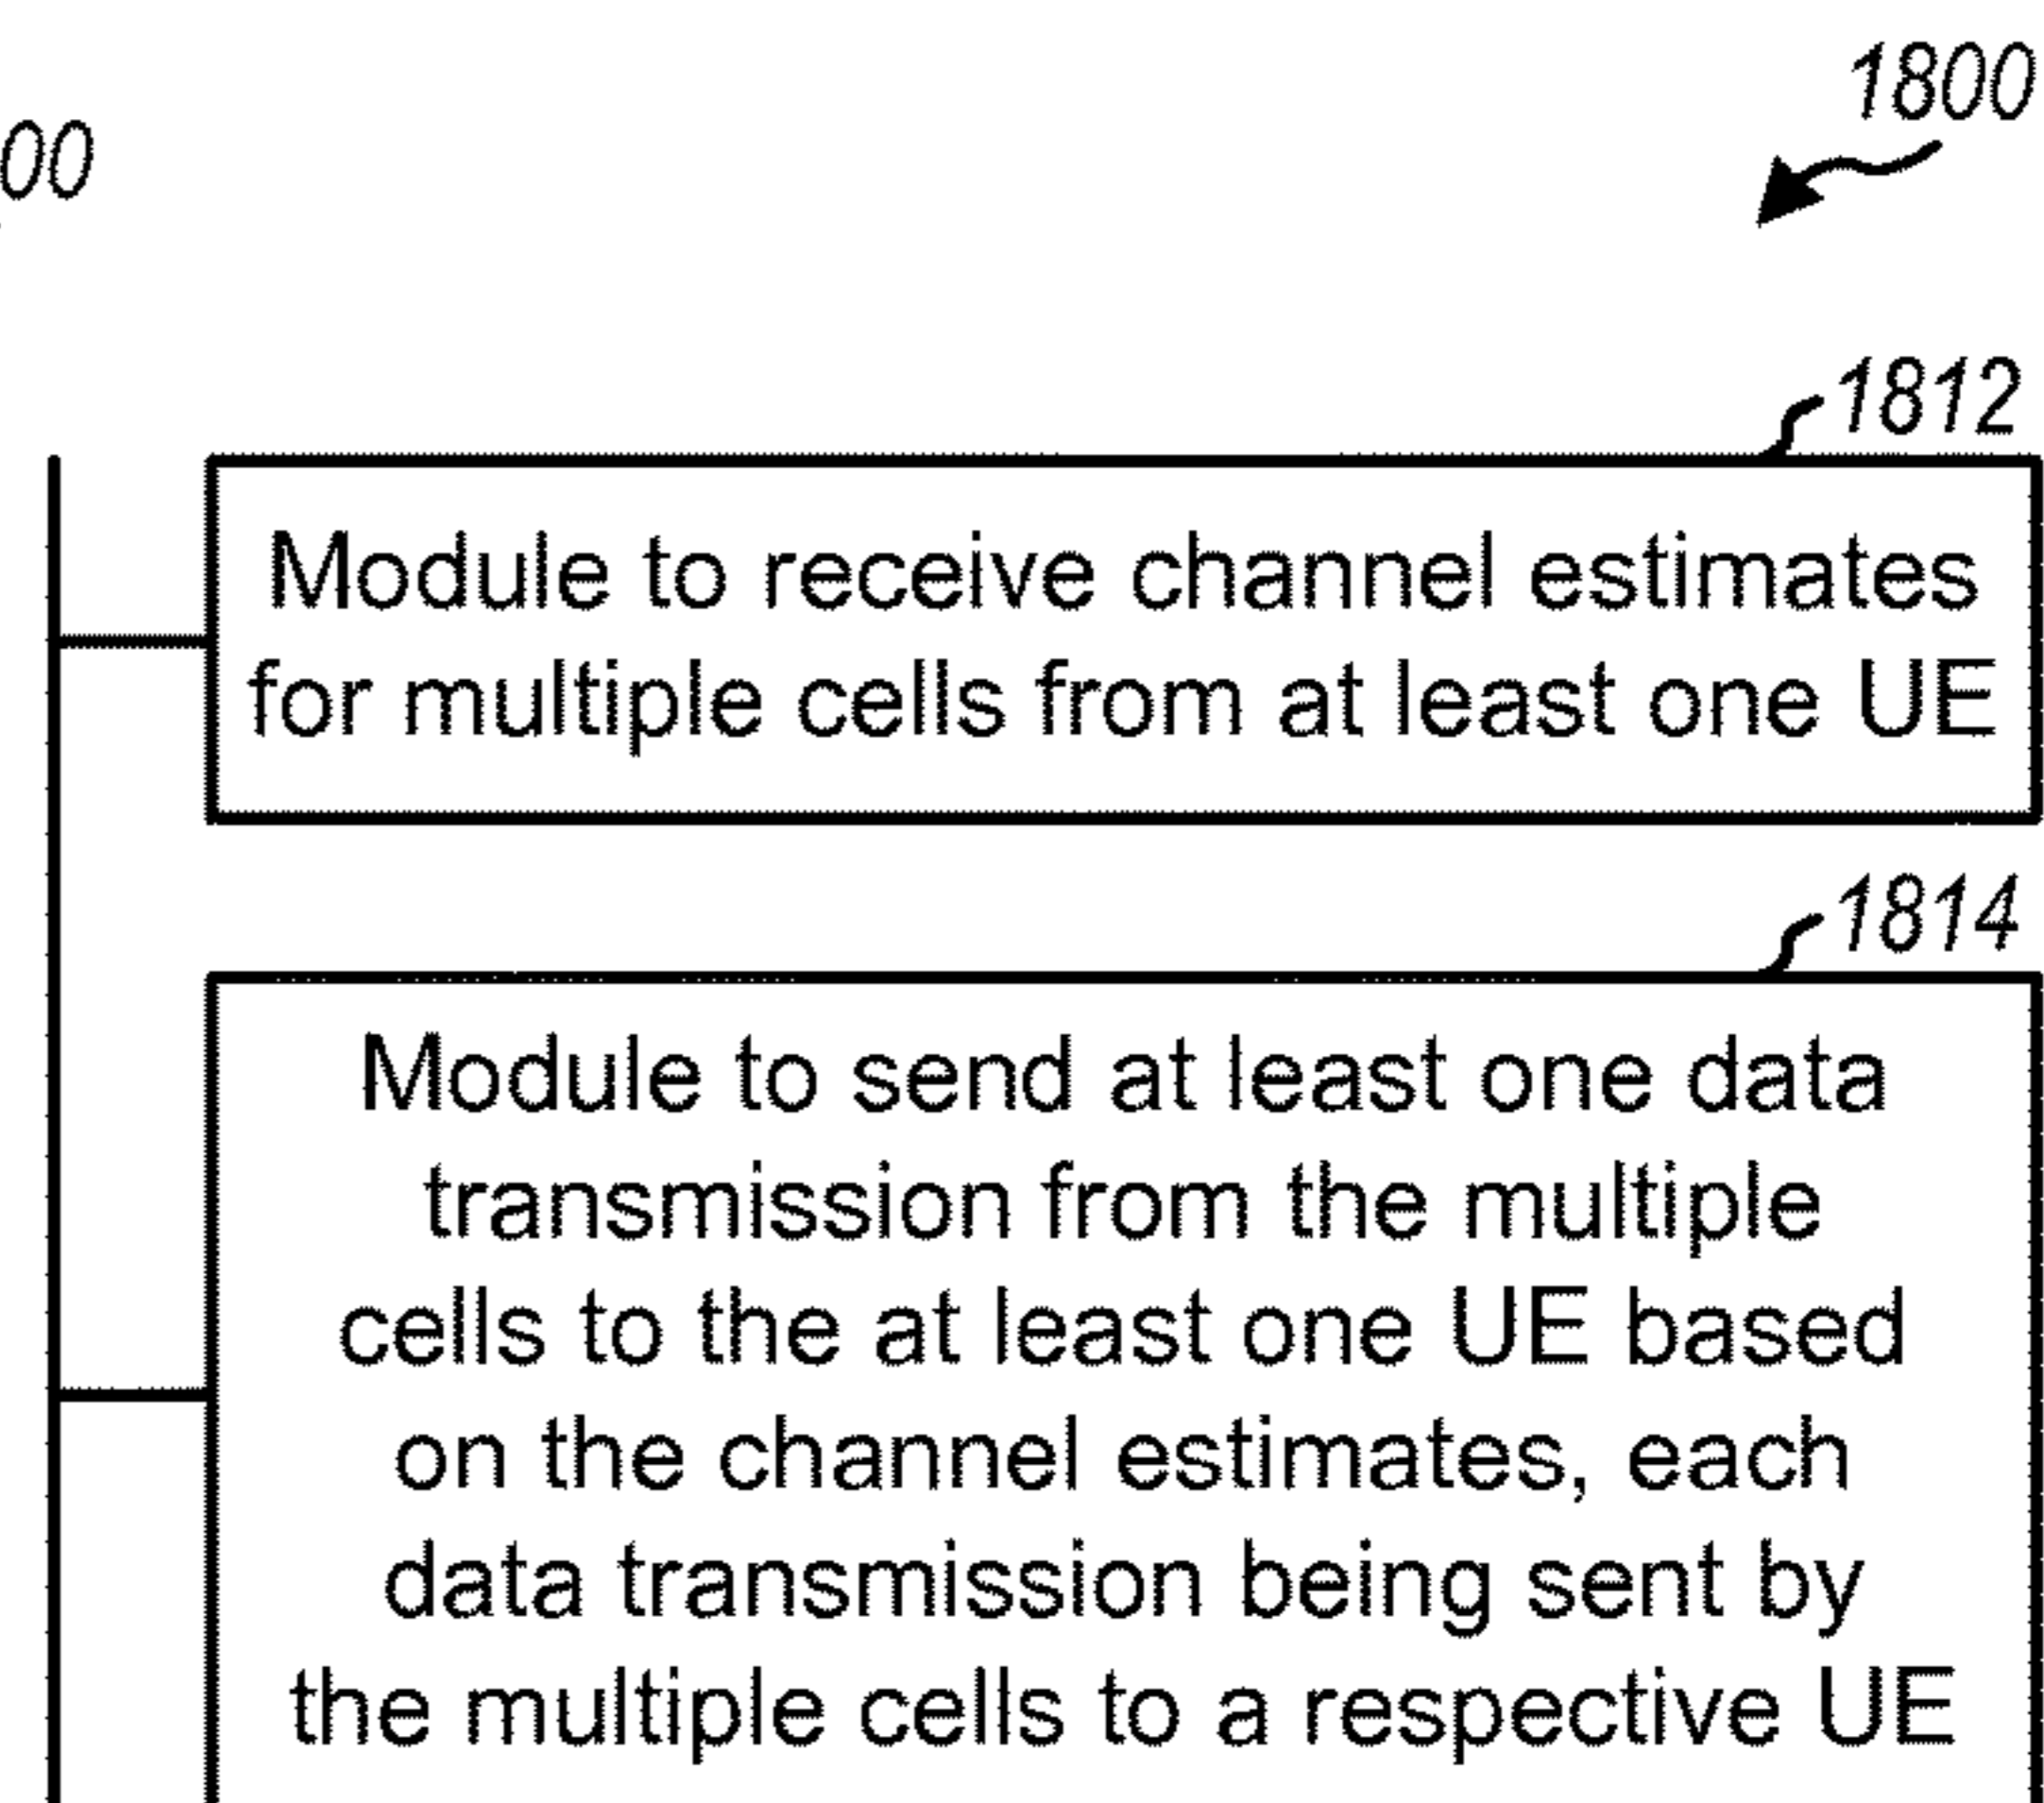 1800
00
1812
Module to receive channel estimates
for multiple cells from at least one UE
1814
Module to send at least one data
transmission from the multiple
cells to the at least one UE based
on the channel estimates, each
data transmission being sent by
the multiple cells to a respective UE